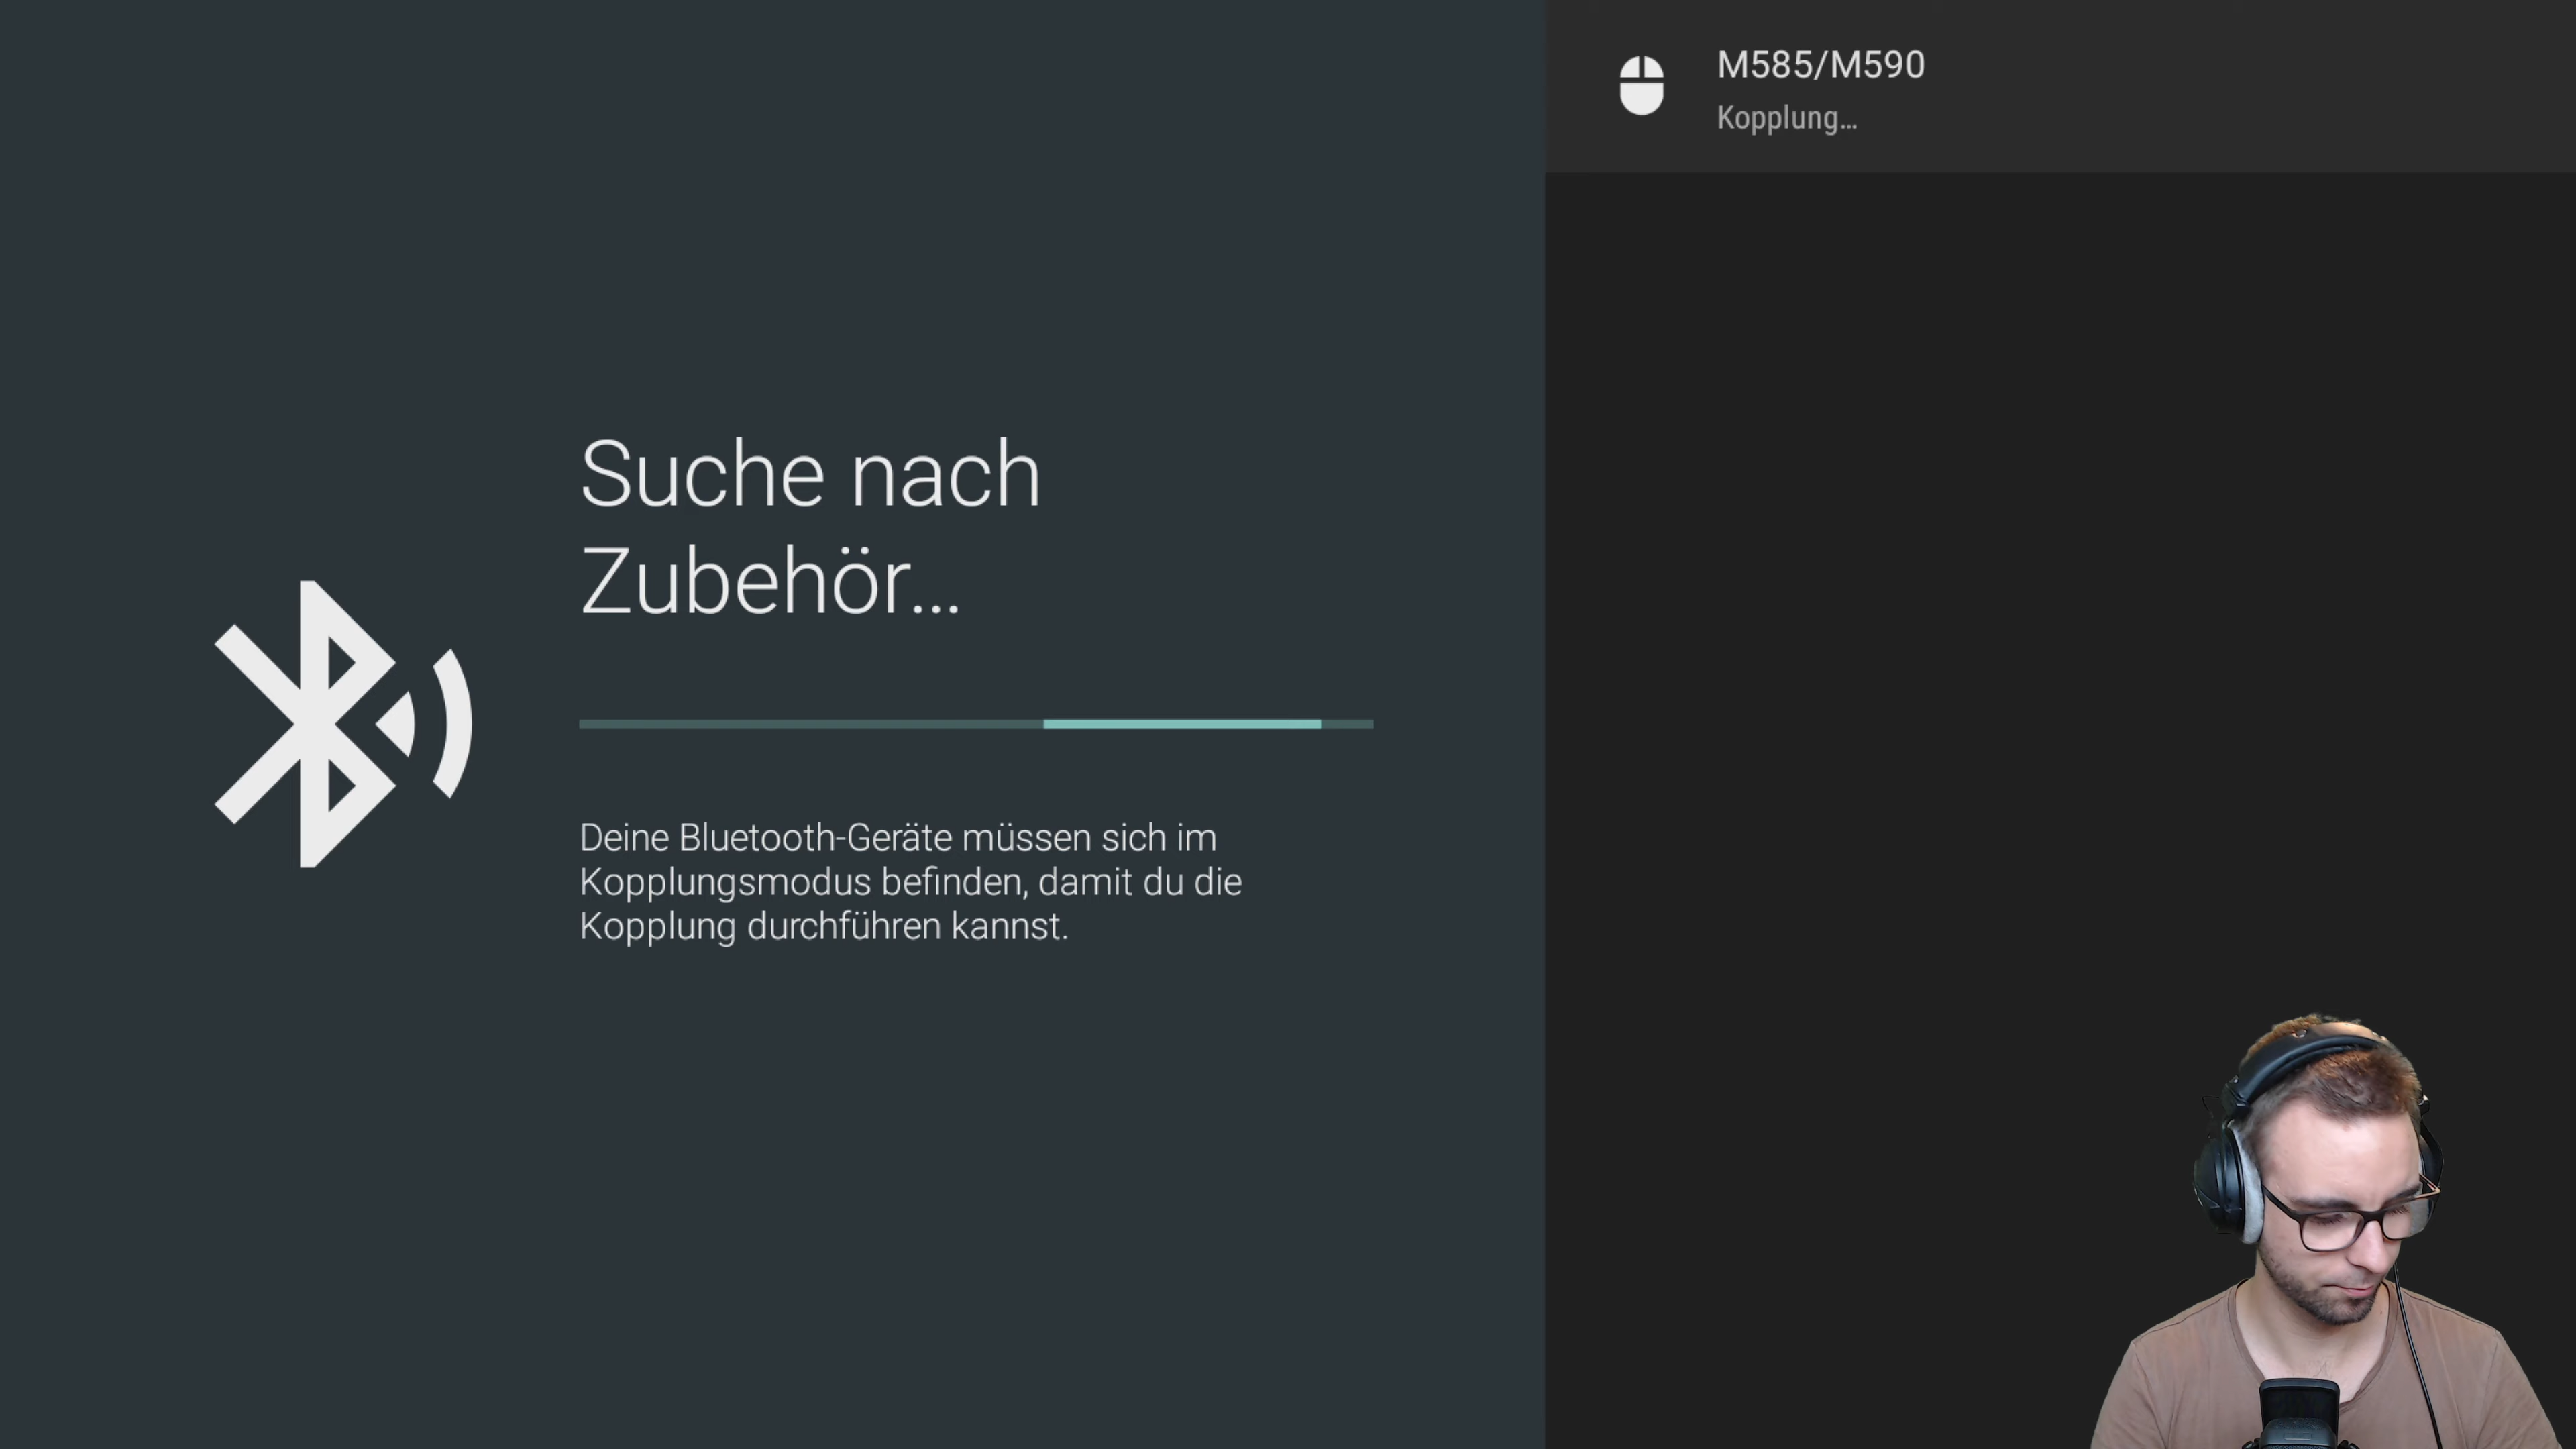 Suche nach
Zubehör...
Deine Bluetooth-Geräte müssen sich im
Kopplungsmodus befinden, damit du die
Kopplung durchführen kannst.
M585/M590
Kopplung...